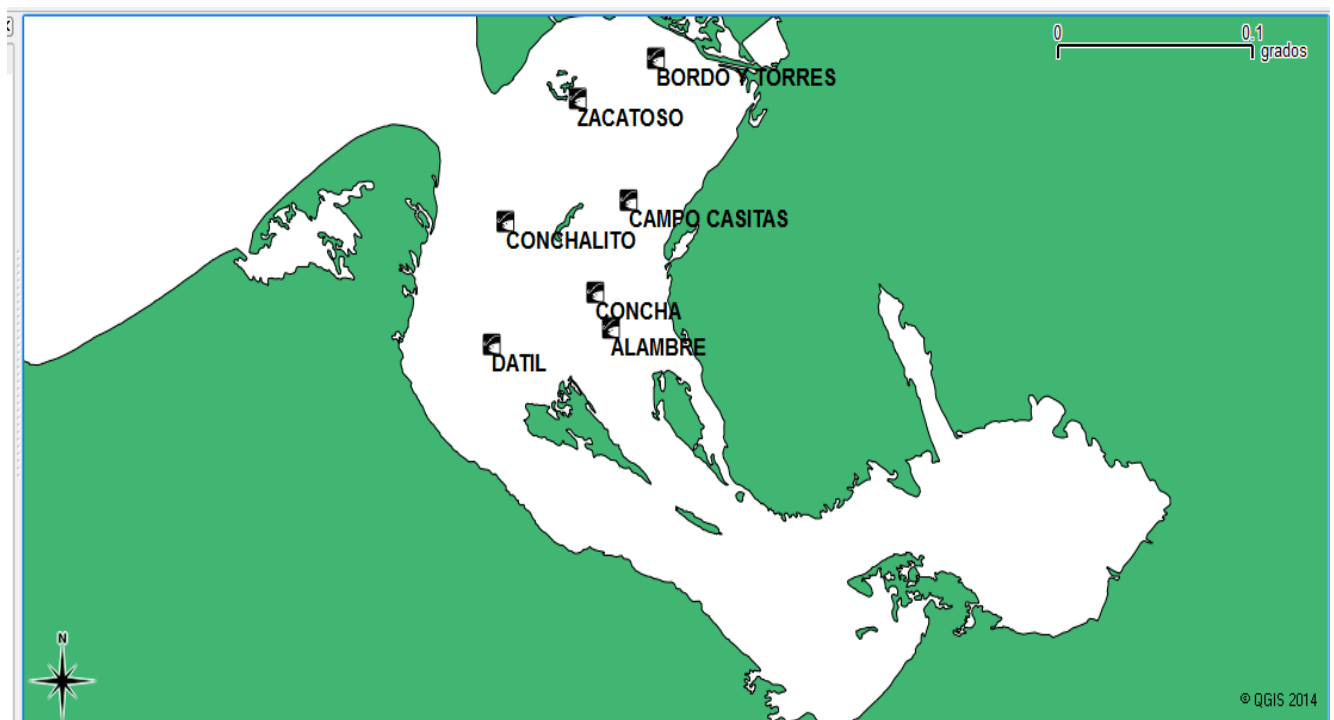 0 0.1
grados
BORDO Y TORRES
ZACATOSO
CAMPO CASITAS
CONCHALITO
CONCHA
ALAMBRE
DATIL
N
© QGIS 2014